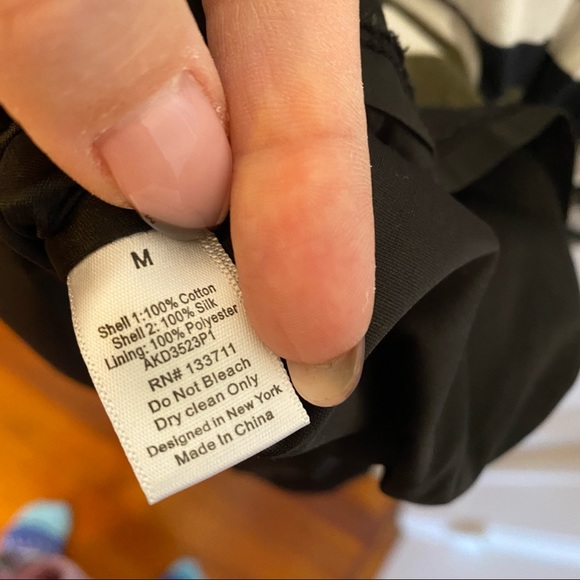 M
Shell 1:100% Cotton
Shell 2: 100% Silk
Lining: 100% Polyester
AKD3523P1
RN# 133711
Do Not Bleach
Dry clean Only
Designed in New York
Made In China